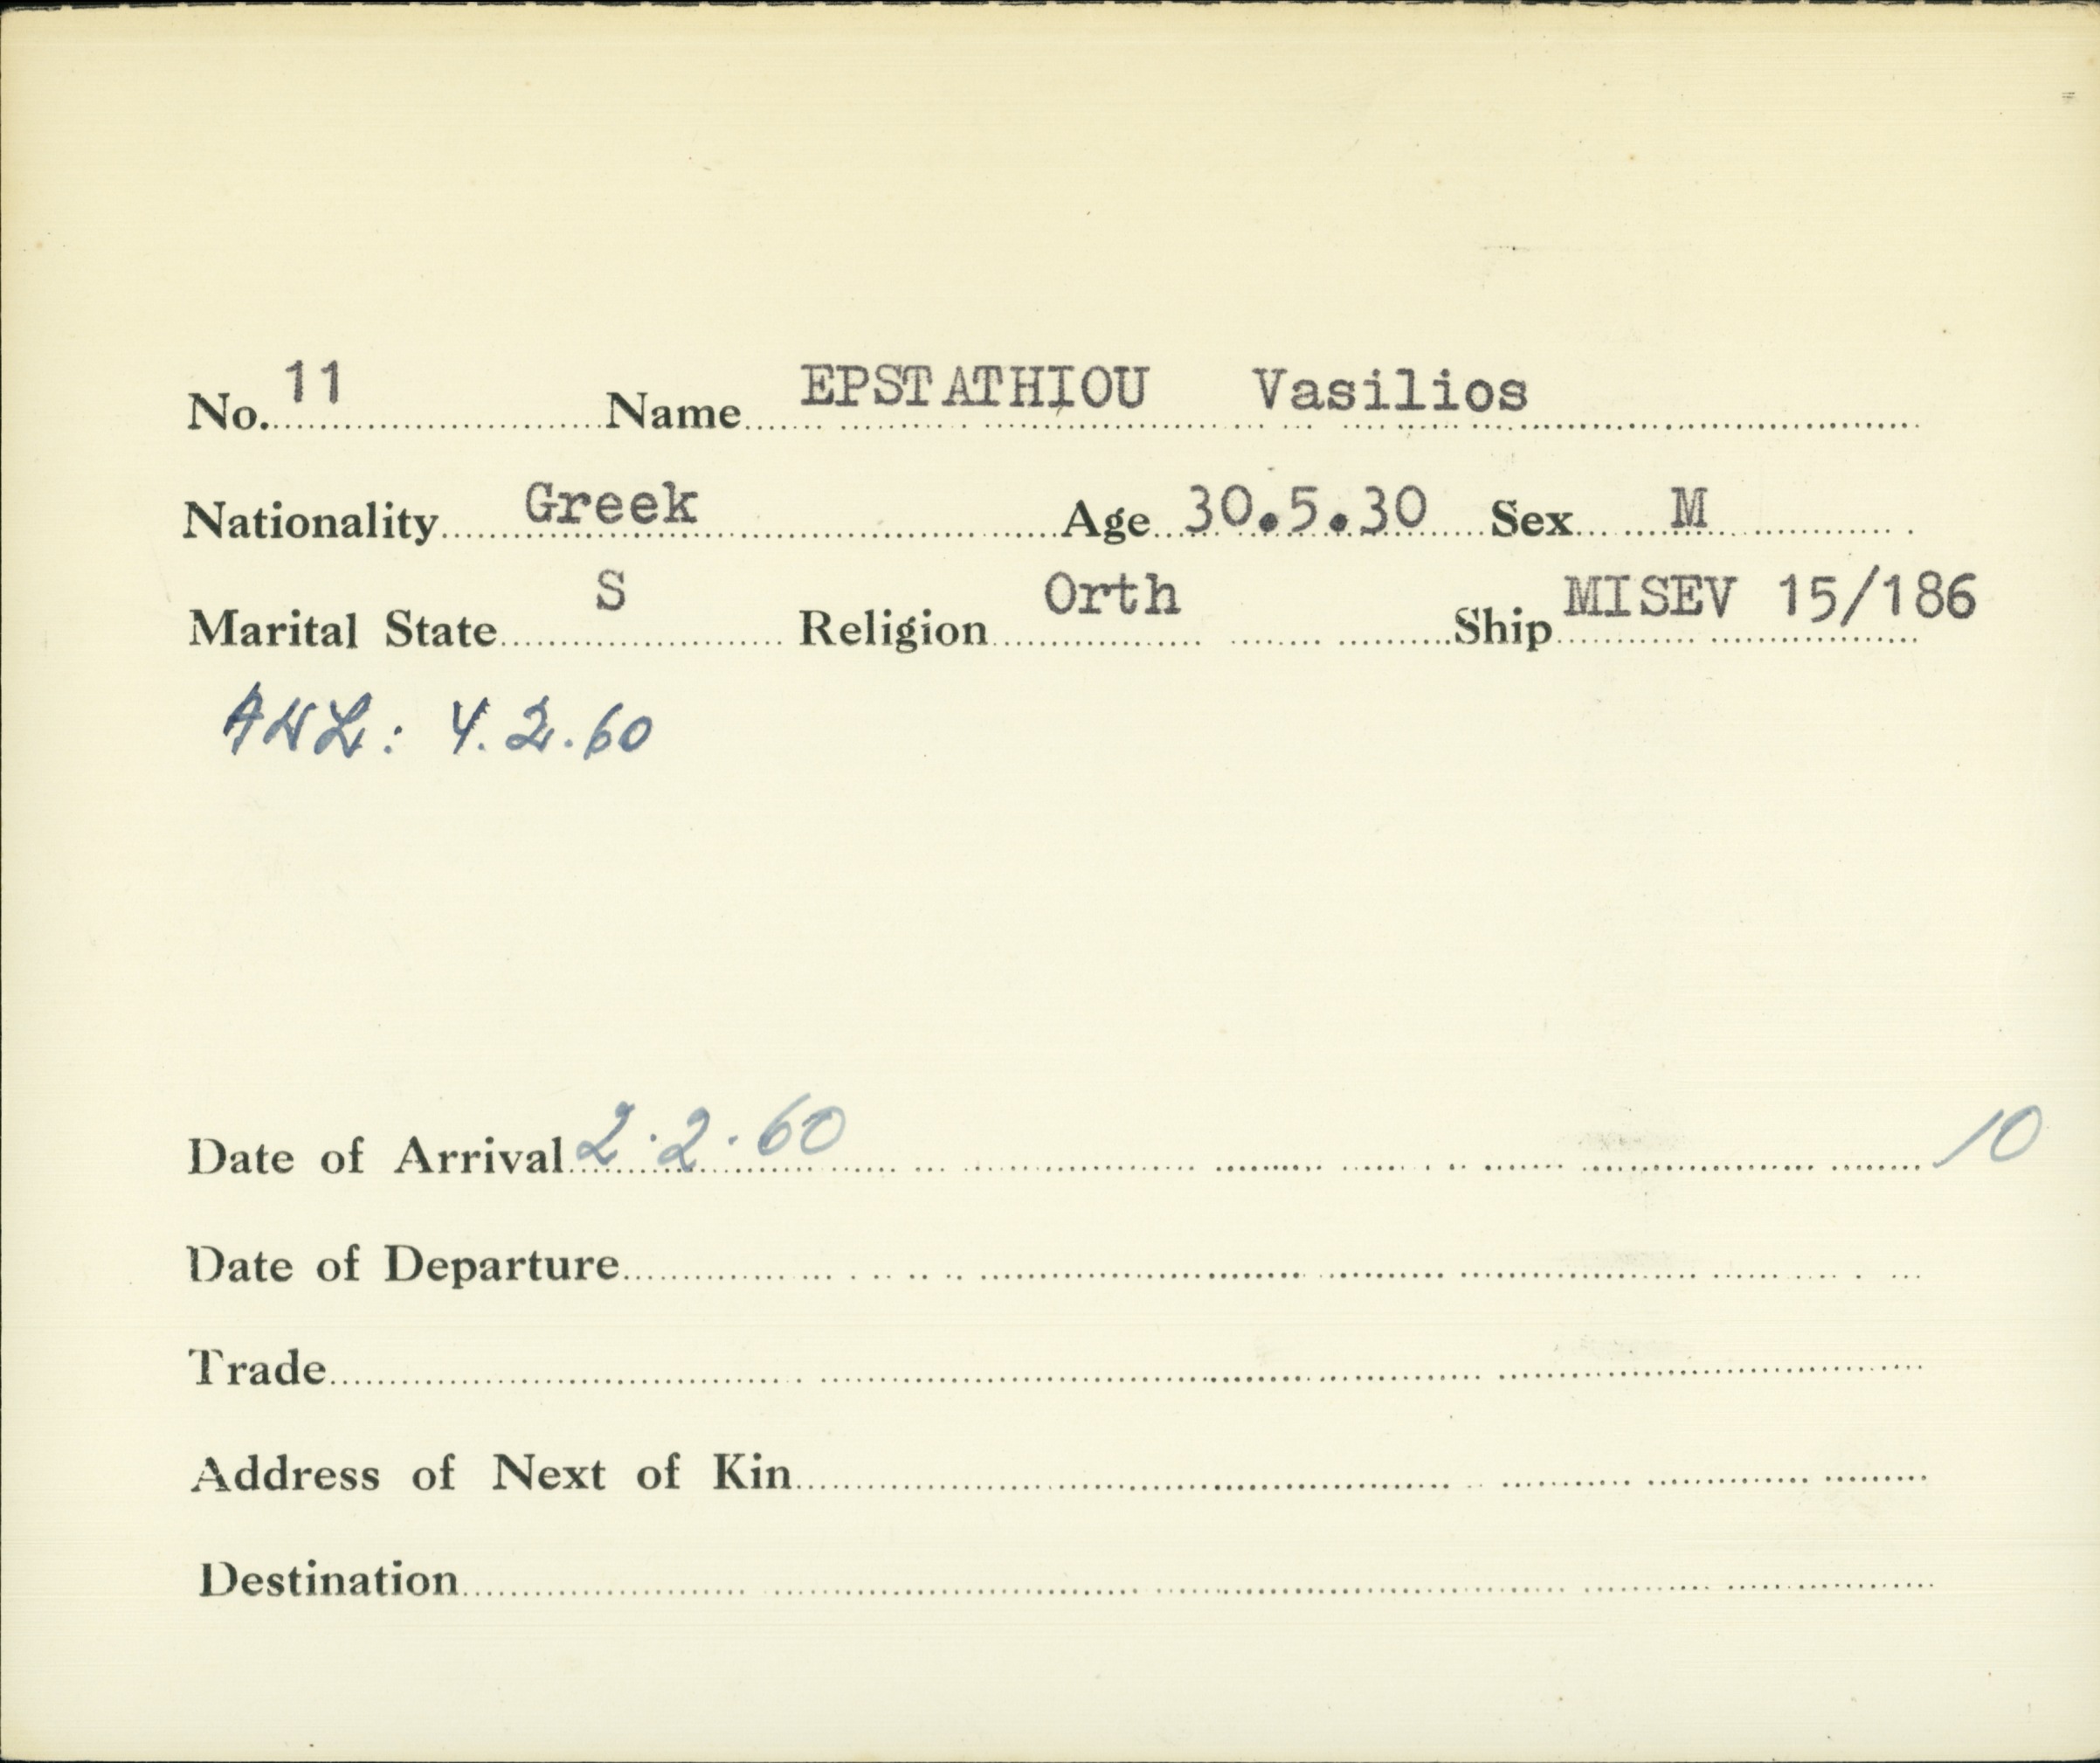 No. 11 Name EPSTATHIOU Vasilios
Nationality Greek Age 30.5.30 Sex M
Marital State S Religion Orth Ship MISEV 15/186
AHL: 4.2.60
Date of Arrival 2.2.60 10
Date of Departure
Trade
Address of Next of Kin
Destination